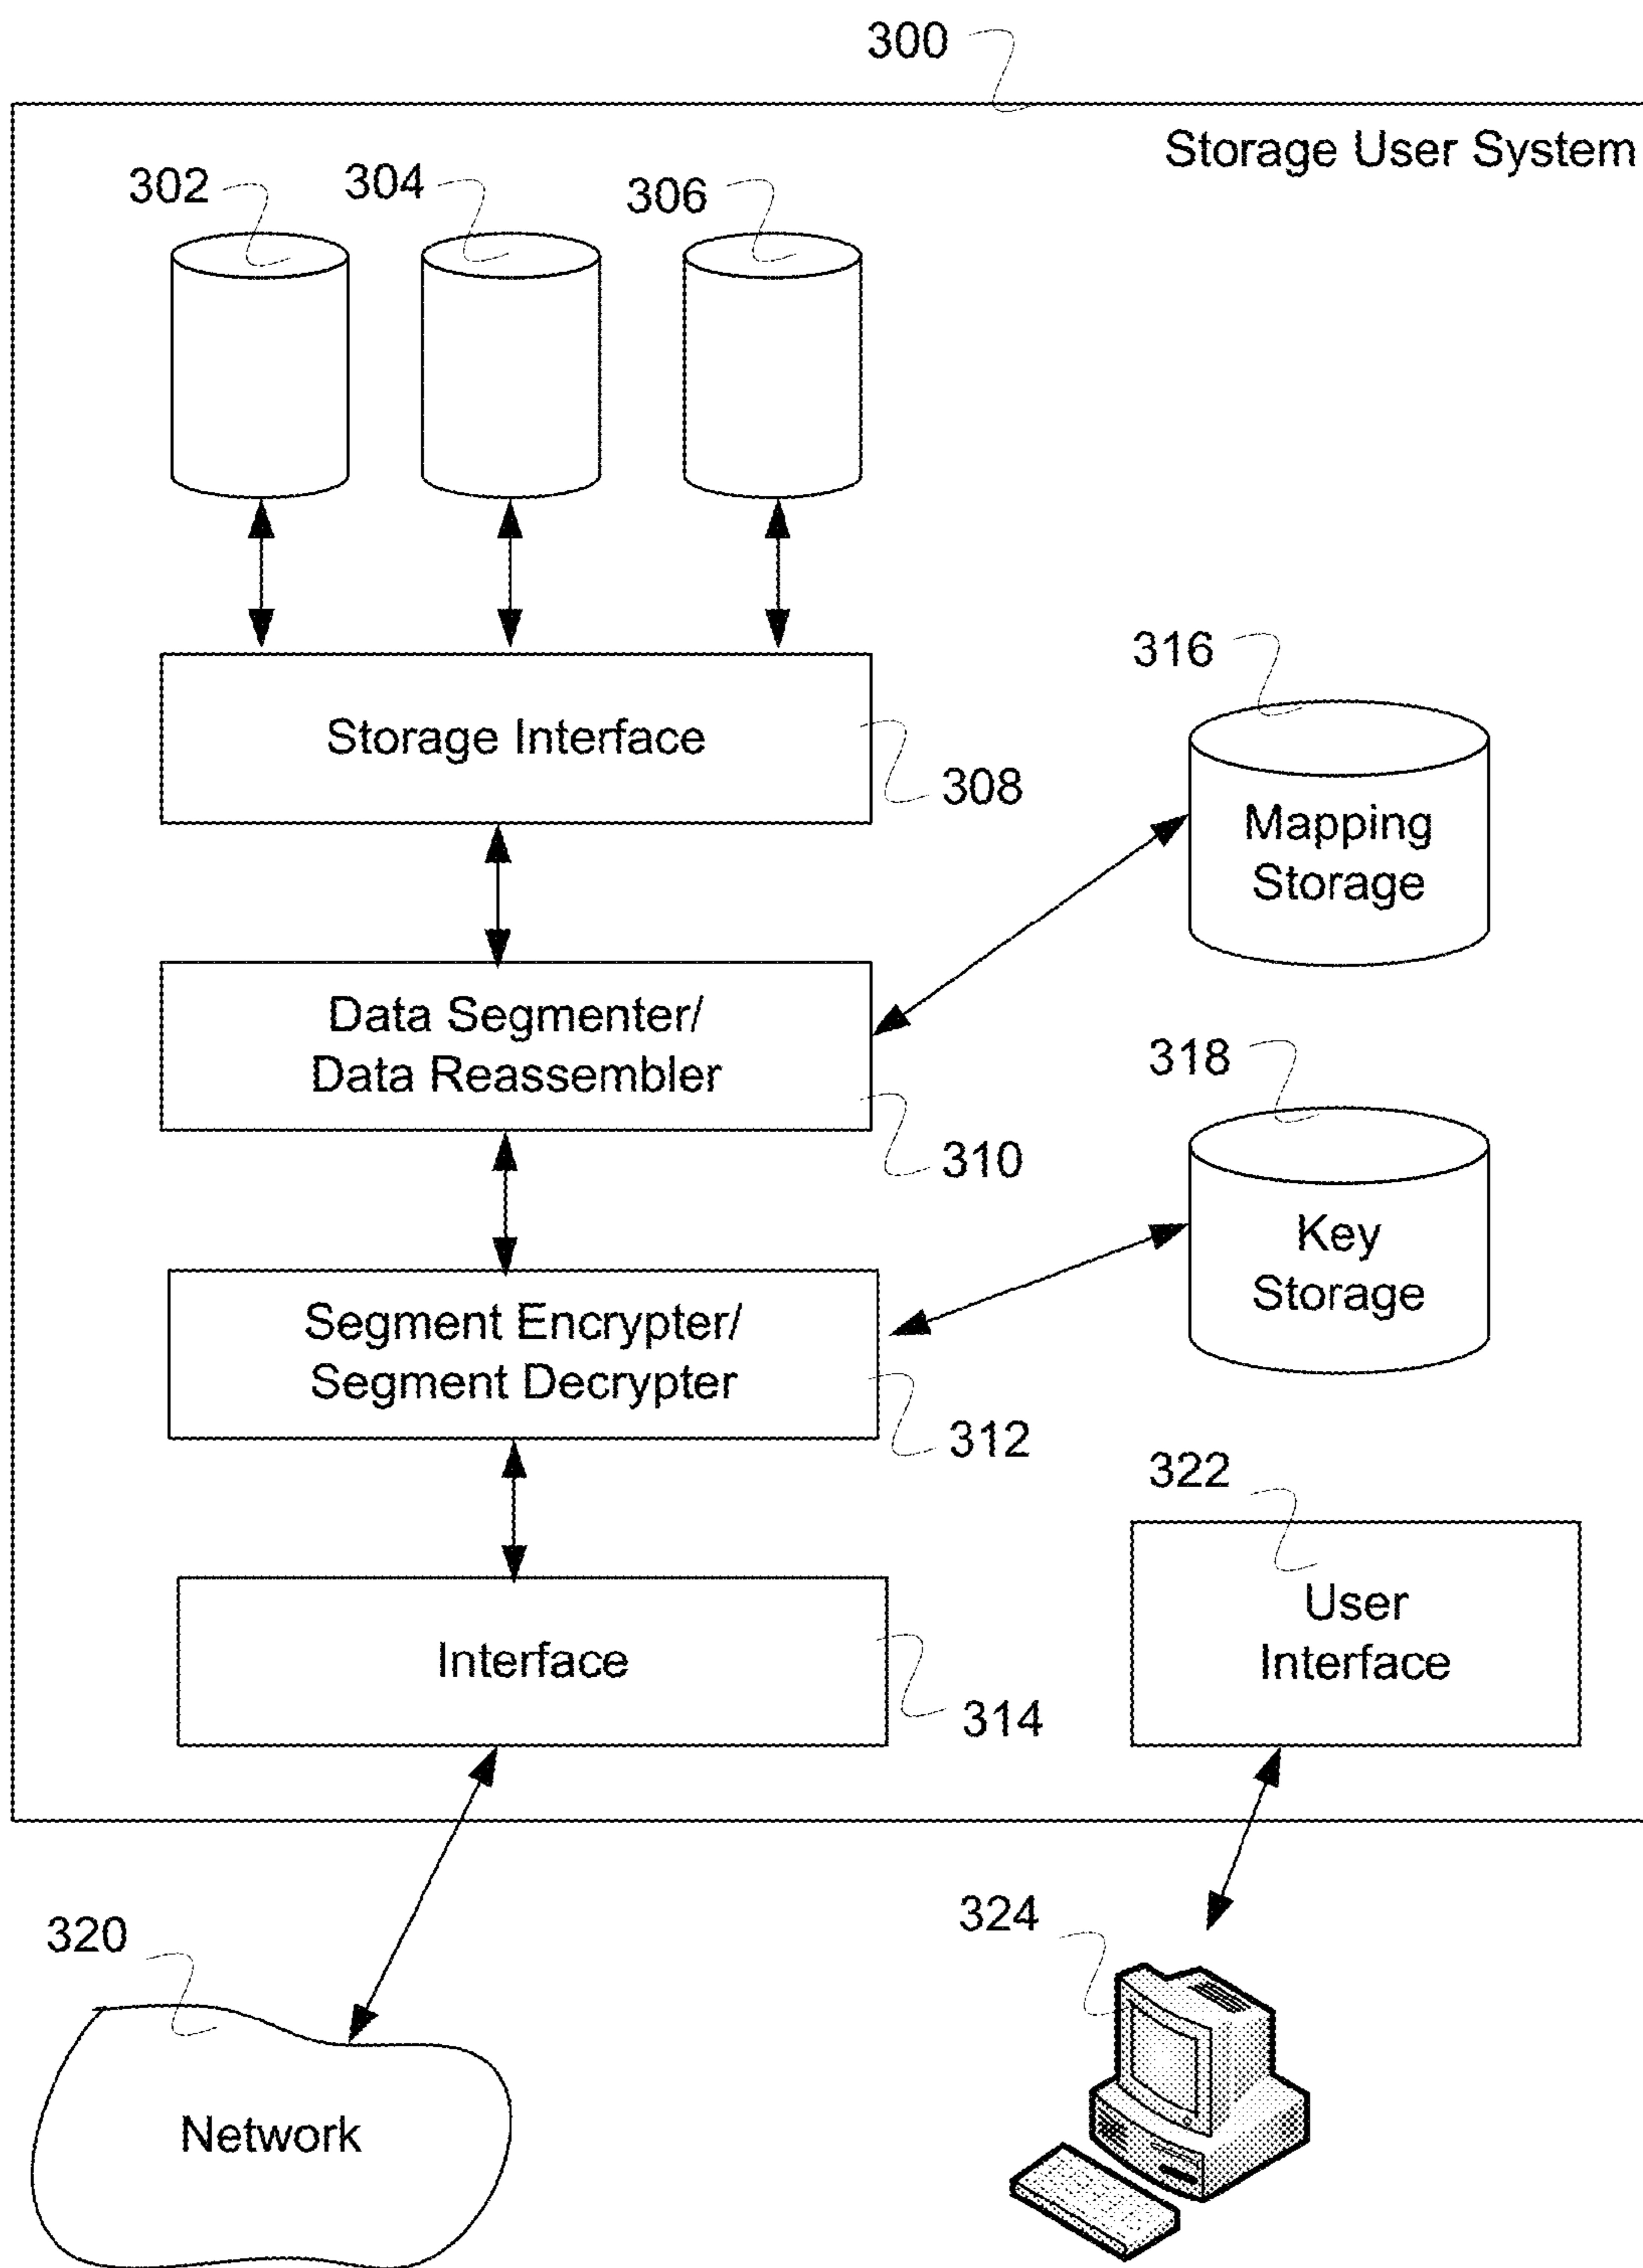 300
Storage User System
302
304
306
Storage Interface
308
316
Mapping
Storage
Data Segmenter/
Data Reassembler
310
318
Key
Storage
Segment Encrypter/
Segment Decrypter
312
322
User
Interface
Interface
314
320
324
Network